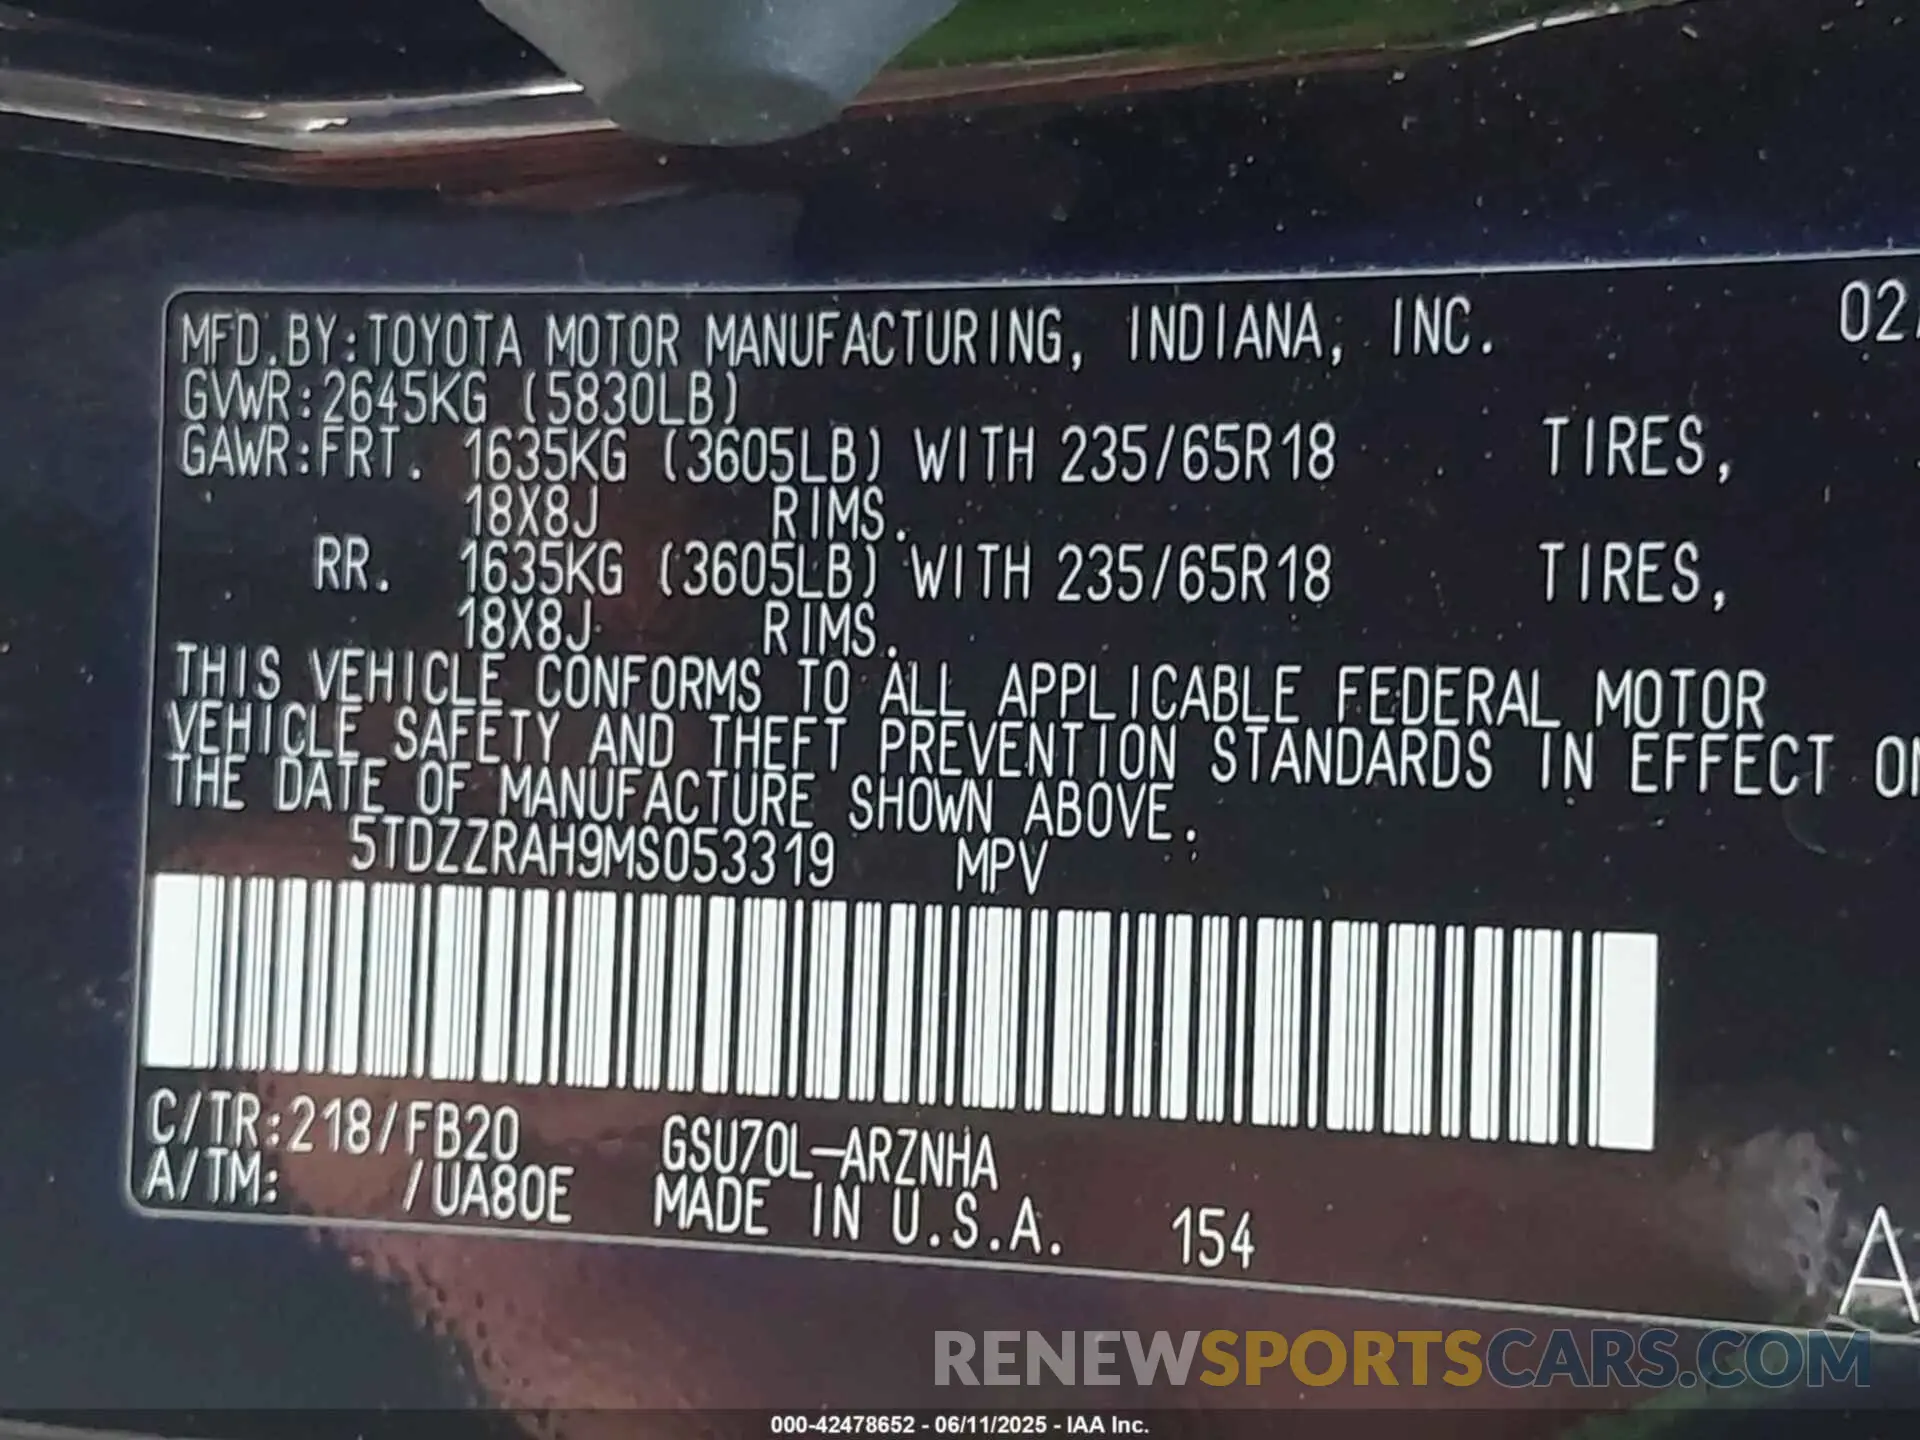 MFD.BY:TOYOTA MOTOR MANUFACTURING, INDIANA, INC. 02
GVWR:2645KG (5830LB)
GAWR:FRT. 1635KG (3605LB) WITH 235/65R18 TIRES,
18X8J RIMS.
RR. 1635KG (3605LB) WITH 235/65R18 TIRES,
18X8J RIMS.
THIS VEHICLE CONFORMS TO ALL APPLICABLE FEDERAL MOTOR
VEHICLE SAFETY AND THEFT PREVENTION STANDARDS IN EFFECT ON
THE DATE OF MANUFACTURE SHOWN ABOVE.
5TDZZRAH9MS053319 MPV
C/TR:218/FB20 GSU70L-ARZNHA
A/TM: /UA80E MADE IN U.S.A. 154
A
RENEWSPORTSCARS.COM
000-42478652 - 06/11/2025 - IAA Inc.